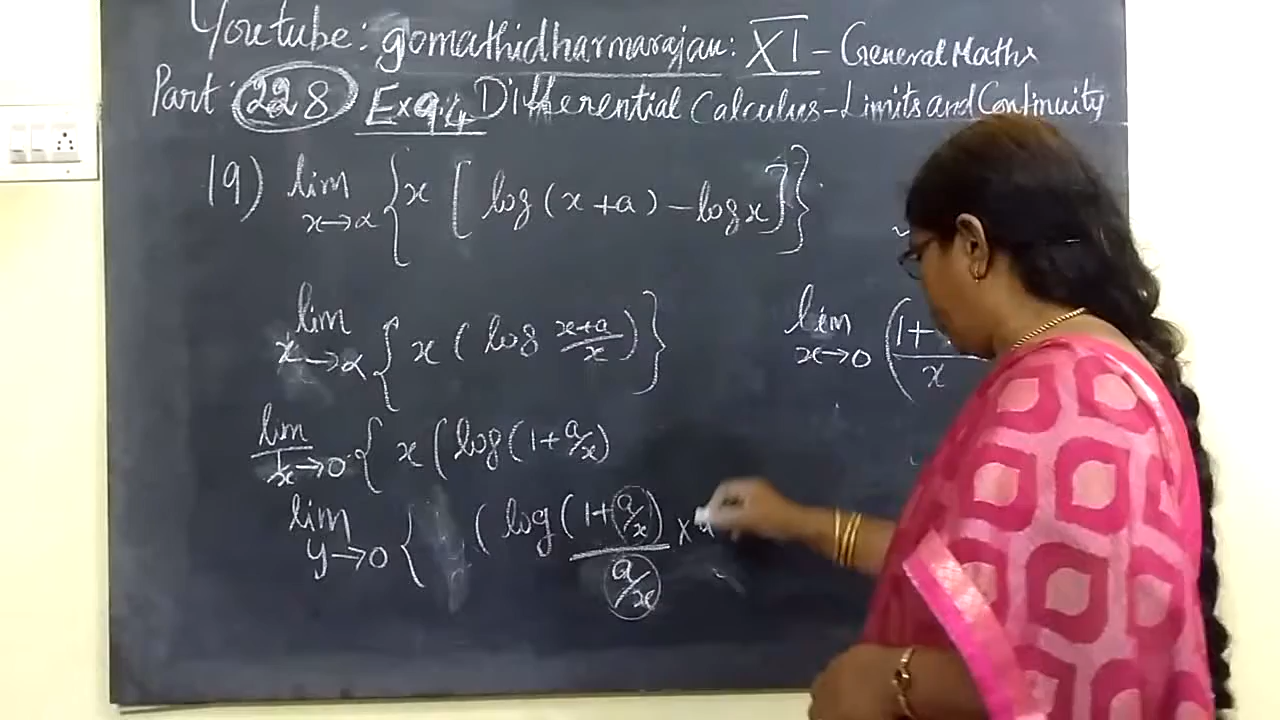 Youtube: gomathidharmarajan: XI - General Maths
Part: 228 Ex 9.4 Differential Calculus - Limits and Continuity
19) lim x→α { x [ log (x+a) - log x ] }
lim x→α { x ( log x+a/x ) }
lim x→0 ( 1+ / x
lim 1/x→0 { x ( log ( 1 + a/x )
lim y→0 { ( log ( 1 + a/x ) / a/x ×